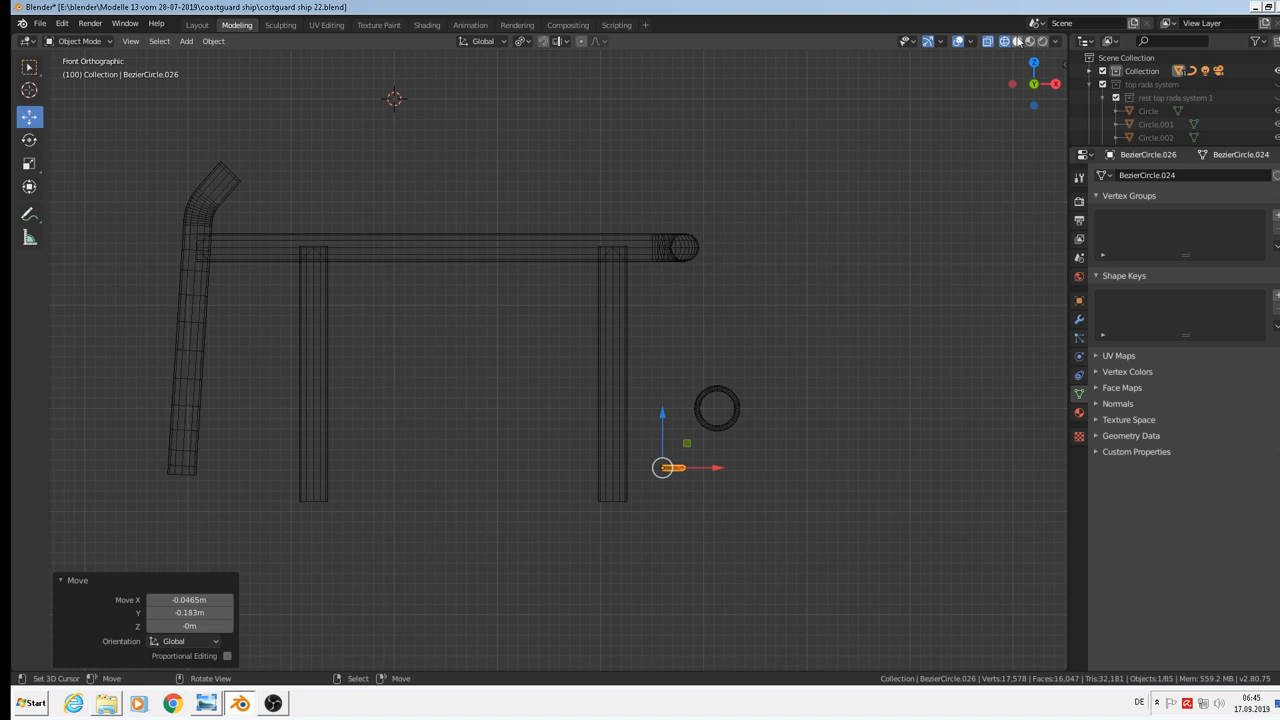 Blender* [E:\blender\Modelle 13 vom 28-07-2019\coastguard ship\costguard ship 22.blend]
File Edit Render Window Help Layout Modeling Sculpting UV Editing Texture Paint Shading Animation Rendering Compositing Scripting + Scene View Layer
Object Mode View Select Add Object Global
Front Orthographic
(100) Collection | BezierCircle.026
Z
Y
X
Scene Collection
Collection
top rada system
rest top rada system 1
Circle
Circle.001
Circle.002
BezierCircle.026 BezierCircle.024
BezierCircle.024
Vertex Groups
Shape Keys
UV Maps
Vertex Colors
Face Maps
Normals
Texture Space
Geometry Data
Custom Properties
Move
Move X -0.0465m
Y -0.183m
Z -0m
Orientation Global
Proportional Editing
Set 3D Cursor Move Rotate View Select Move Collection | BezierCircle.026 | Verts:17,578 | Faces:16,047 | Tris:32,181 | Objects:1/85 | Mem: 559.2 MB | v2.80.75
Start DE 06:45
17.09.2019